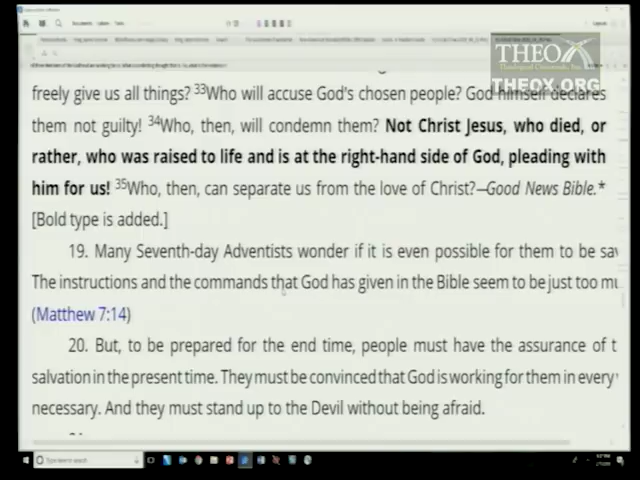 THEOX
THEOX.ORG
freely give us all things? 33Who will accuse God's chosen people? God himself declares
them not guilty! 34Who, then, will condemn them? Not Christ Jesus, who died, or
rather, who was raised to life and is at the right-hand side of God, pleading with
him for us! 35Who, then, can separate us from the love of Christ?—Good News Bible.*
[Bold type is added.]
19. Many Seventh-day Adventists wonder if it is even possible for them to be sav
The instructions and the commands that God has given in the Bible seem to be just too mu
(Matthew 7:14)
20. But, to be prepared for the end time, people must have the assurance of t
salvation in the present time. They must be convinced that God is working for them in every
necessary. And they must stand up to the Devil without being afraid.